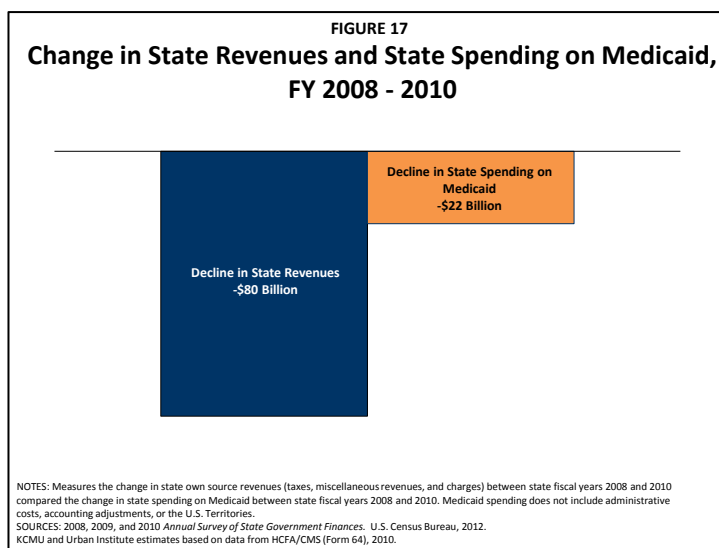 FIGURE 17
Change in State Revenues and State Spending on Medicaid,
FY 2008 - 2010
Decline in State Spending on
Medicaid
-$22 Billion
Decline in State Revenues
-$80 Billion
NOTES: Measures the change in state own source revenues (taxes, miscellaneous revenues, and charges) between state fiscal years 2008 and 2010
compared the change in state spending on Medicaid between state fiscal years 2008 and 2010. Medicaid spending does not include administrative
costs, accounting adjustments, or the U.S. Territories.
SOURCES: 2008, 2009, and 2010 Annual Survey of State Government Finances. U.S. Census Bureau, 2012.
KCMU and Urban Institute estimates based on data from HCFA/CMS (Form 64), 2010.